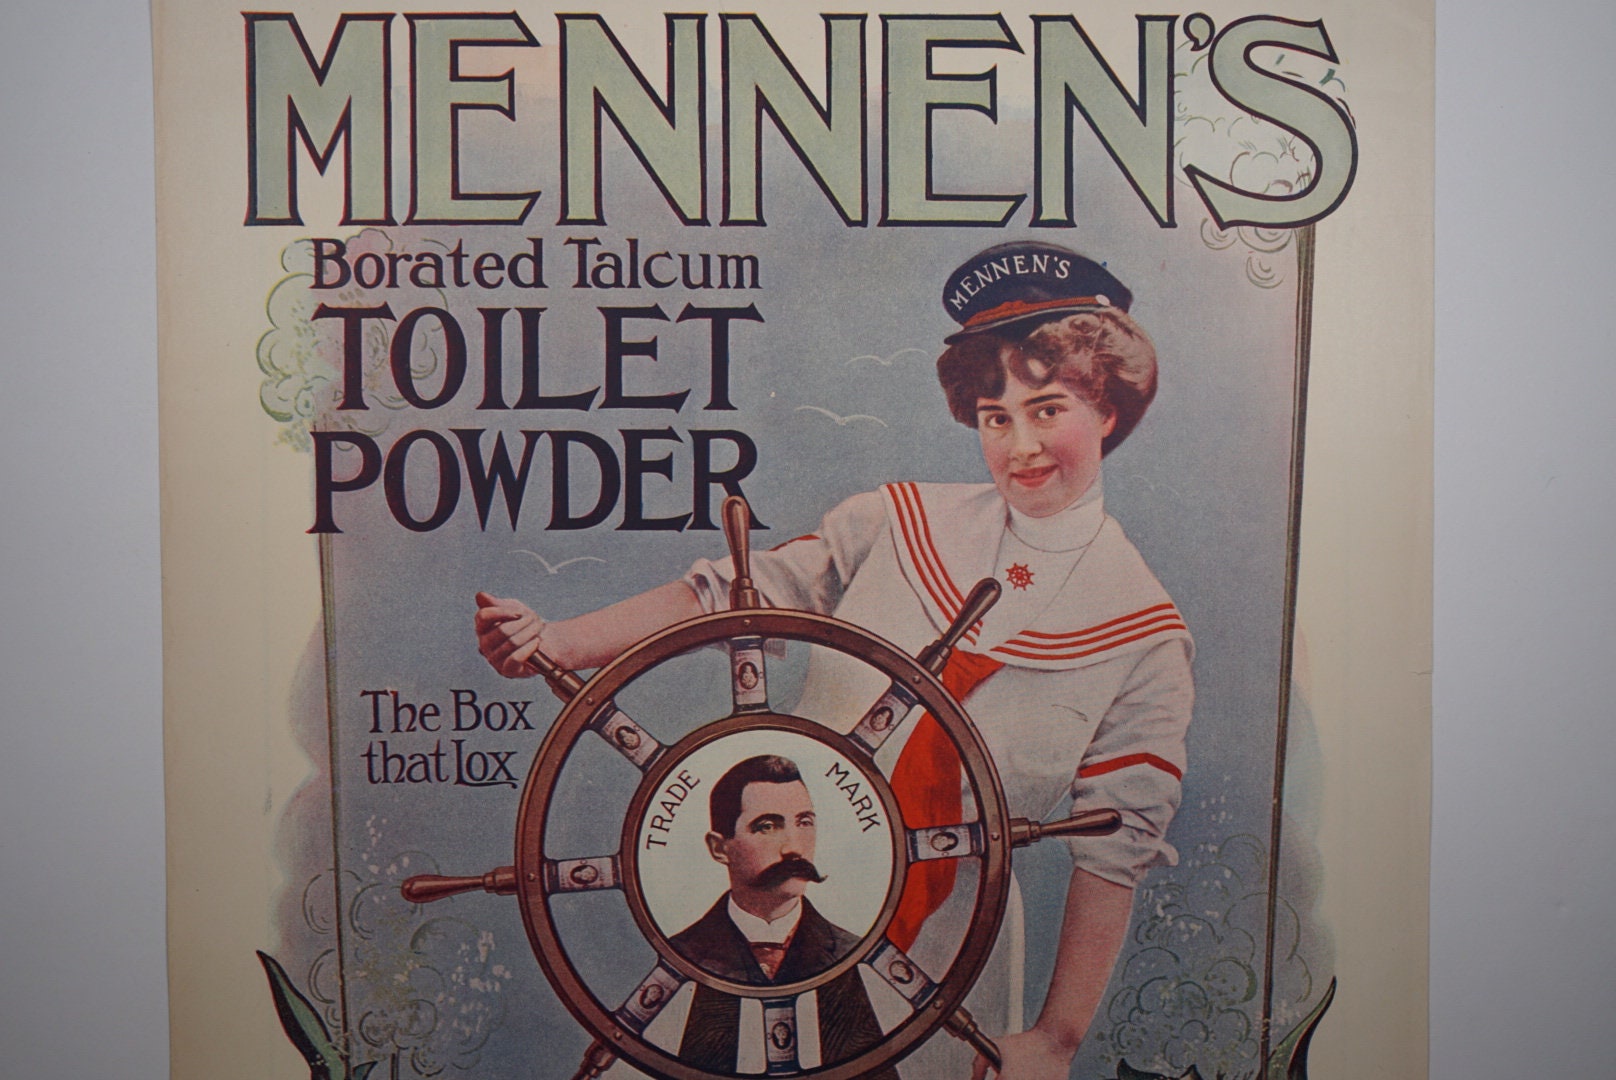 MENNEN'S
Borated Talcum
TOILET
POWDER
MENNEN'S
The Box
that Lox
TRADE MARK